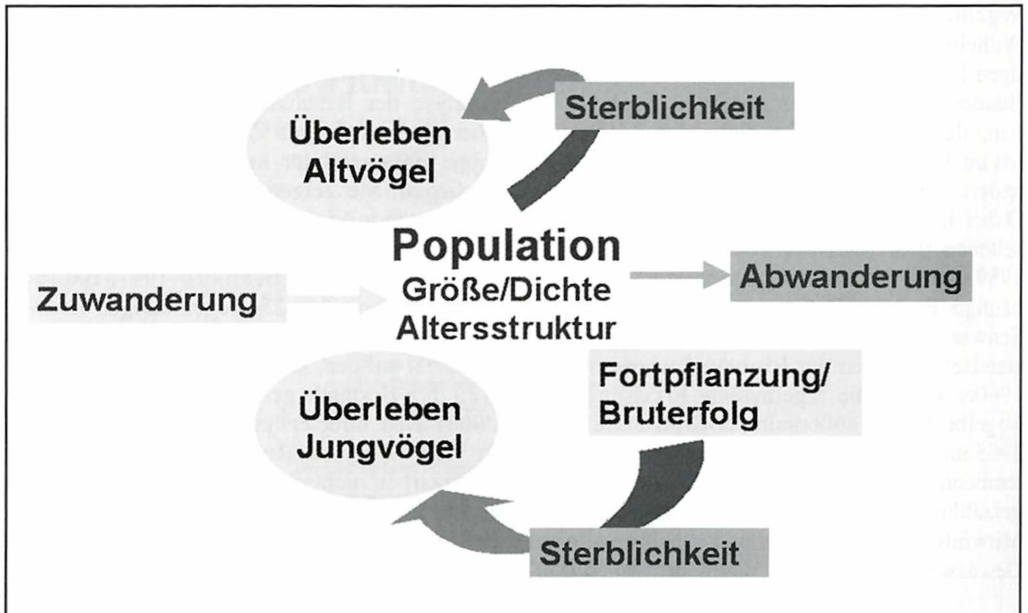 Sterblichkeit
Überleben
Altvögel
Population
Größe/Dichte
Altersstruktur
Zuwanderung
Abwanderung
Fortpflanzung/
Bruterfolg
Überleben
Jungvögel
Sterblichkeit